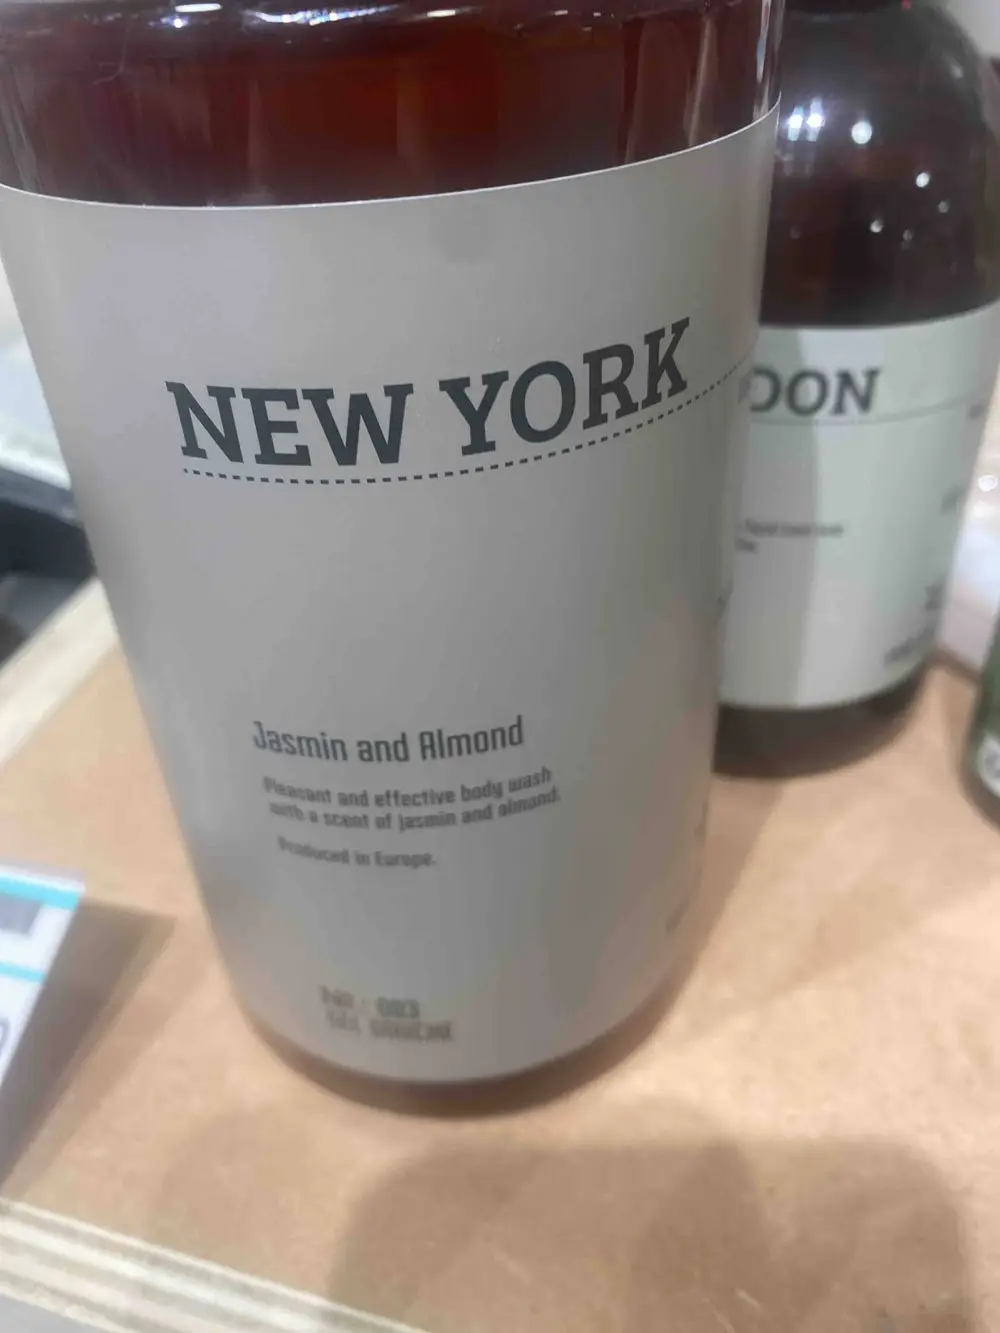 NEW YORK
Jasmin and Almond
Pleasant and effective body wash
with a scent of jasmin and almond.
Produced in Europe.
DON